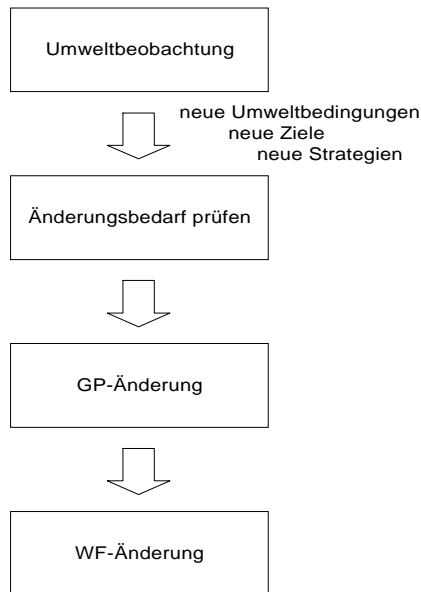 Umweltbeobachtung
neue Umweltbedingungen
neue Ziele
neue Strategien
Änderungsbedarf prüfen
GP-Änderung
WF-Änderung